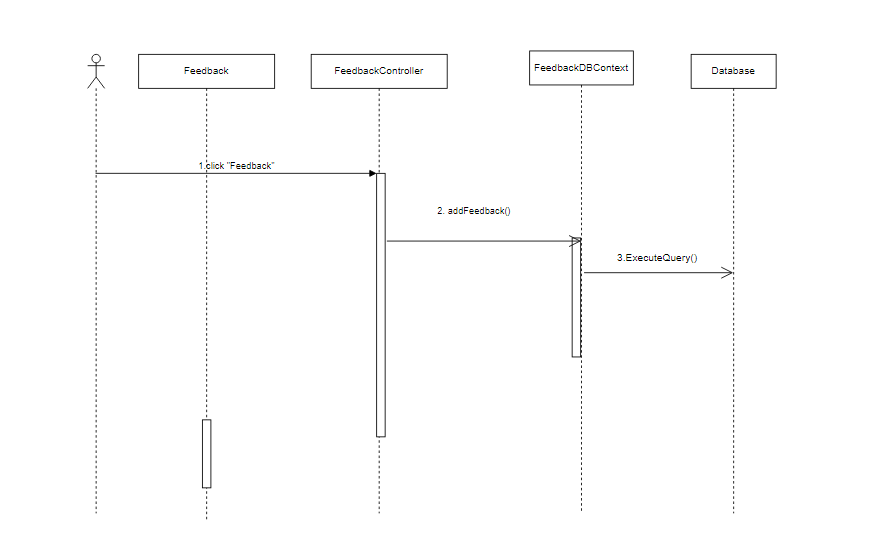 Feedback
FeedbackController
FeedbackDBContext
Database
1.click "Feedback"
2. addFeedback()
3.ExecuteQuery()